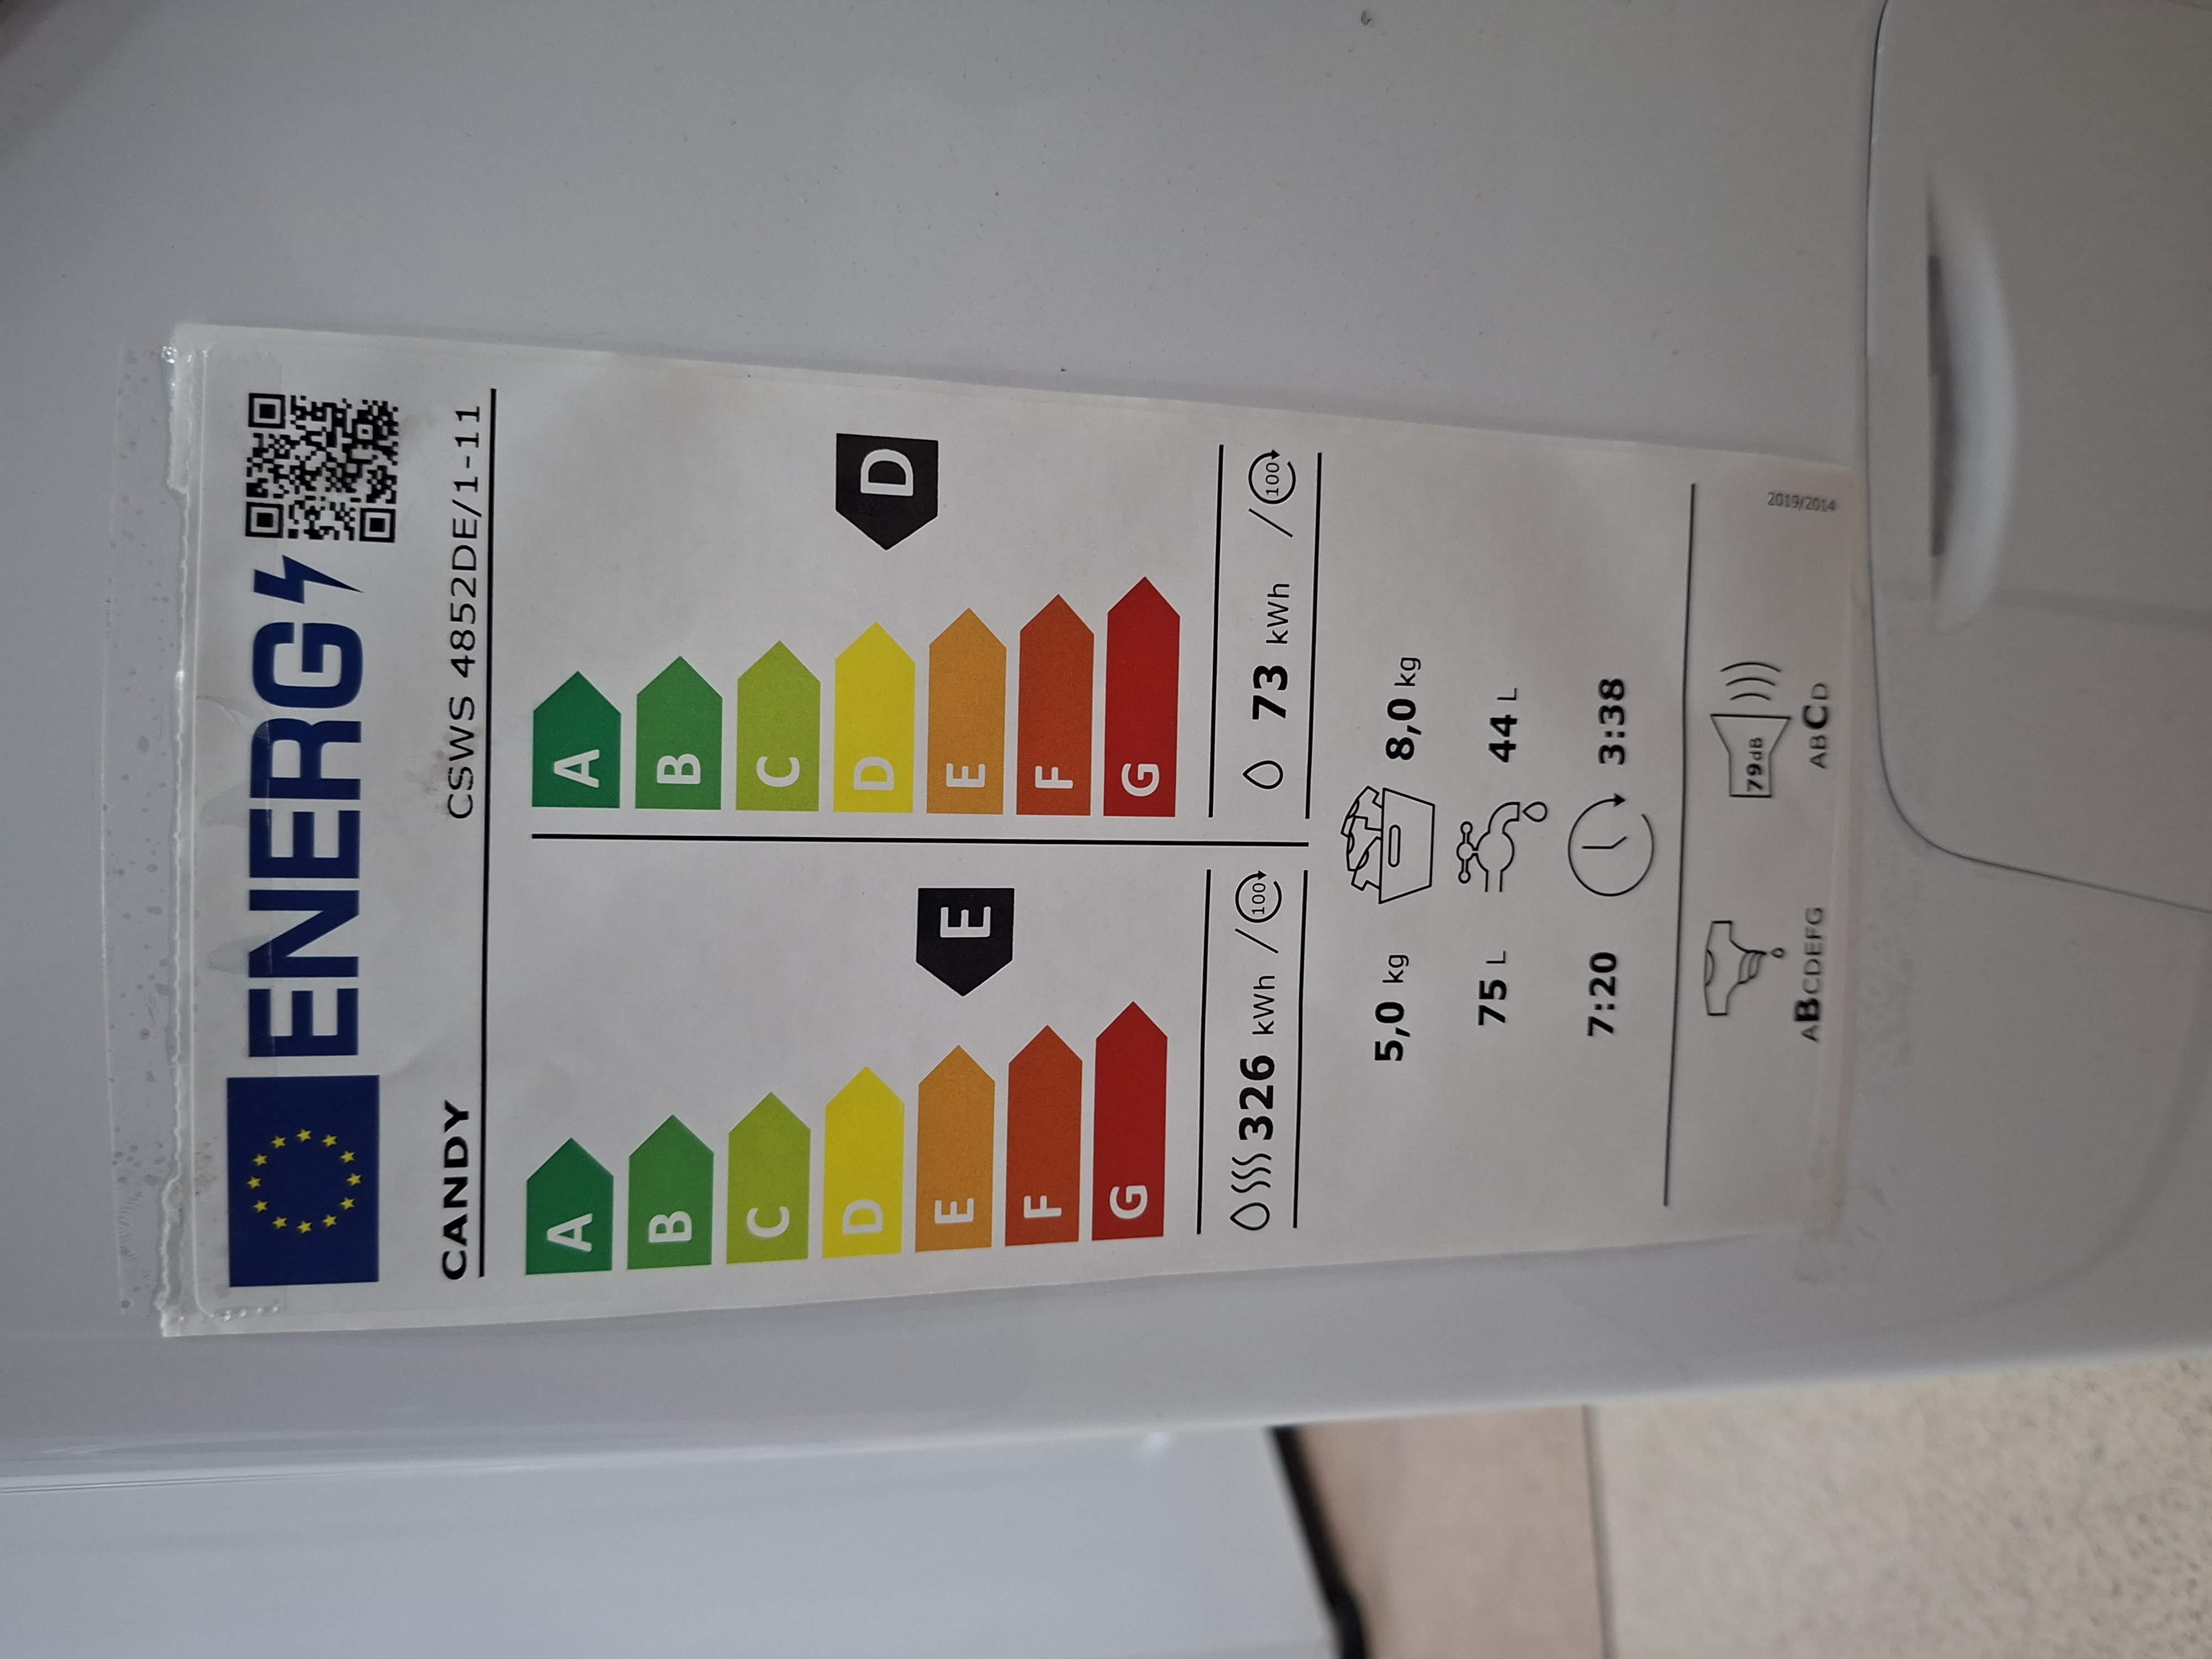 ENERG
CANDY CSWS 4852DE/1-11
A A
B B
C C
D D D
E E E
F F
G G
326 kWh / 100 73 kWh / 100
5,0 kg 8,0 kg
75 L 44 L
7:20 3:38
79dB
ABCDEFG ABCD
2019/2014